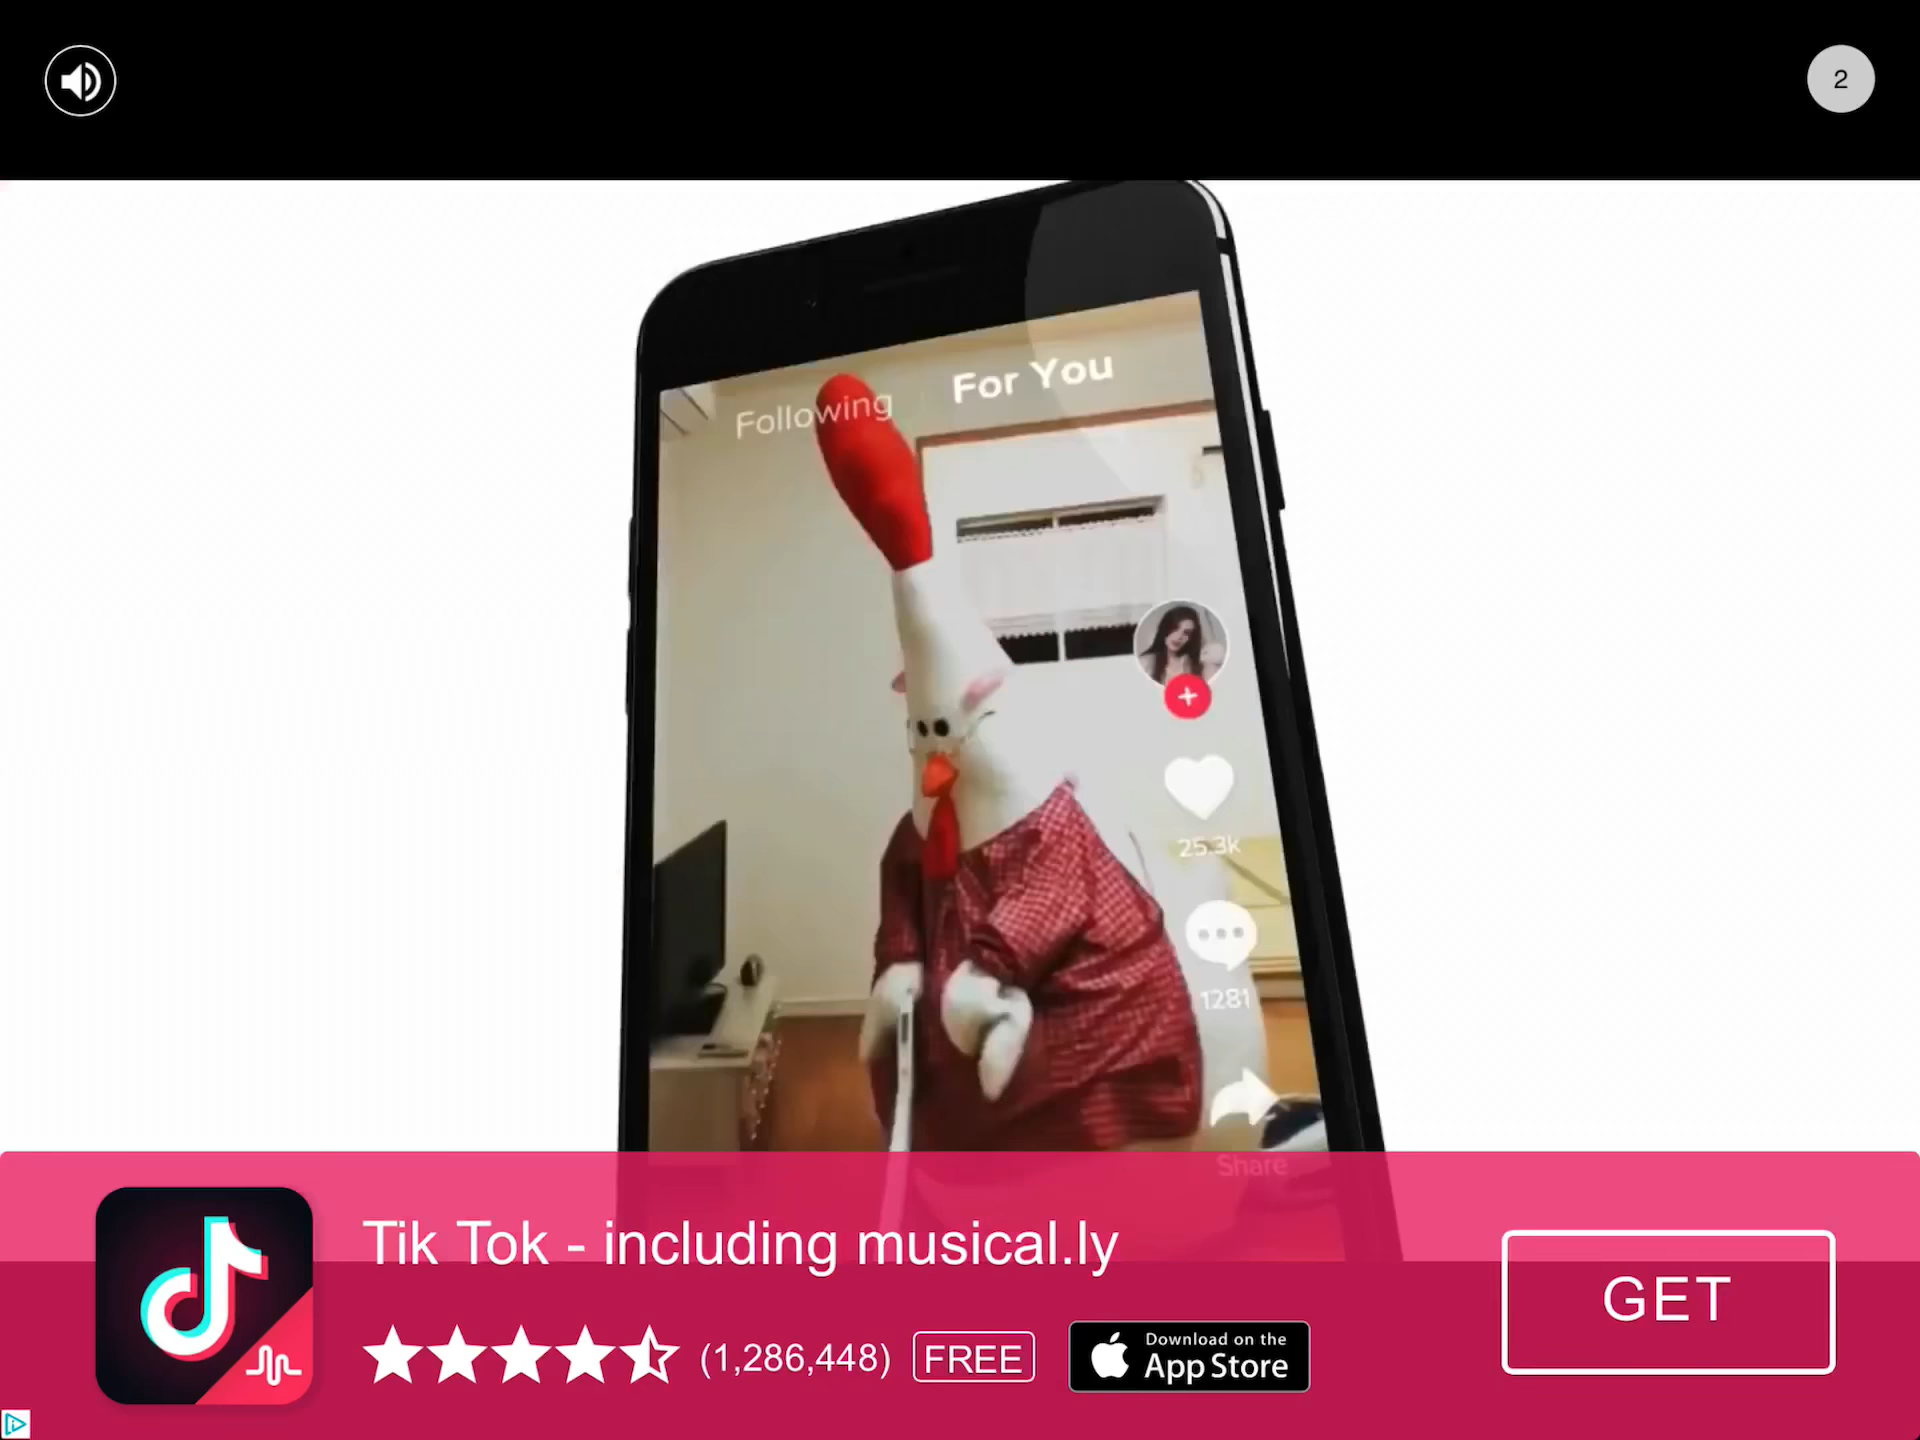 2
Following
For You
25.3k
1281
Share
Tik Tok - including musical.ly
(1,286,448)
FREE
Download on the
App Store
GET